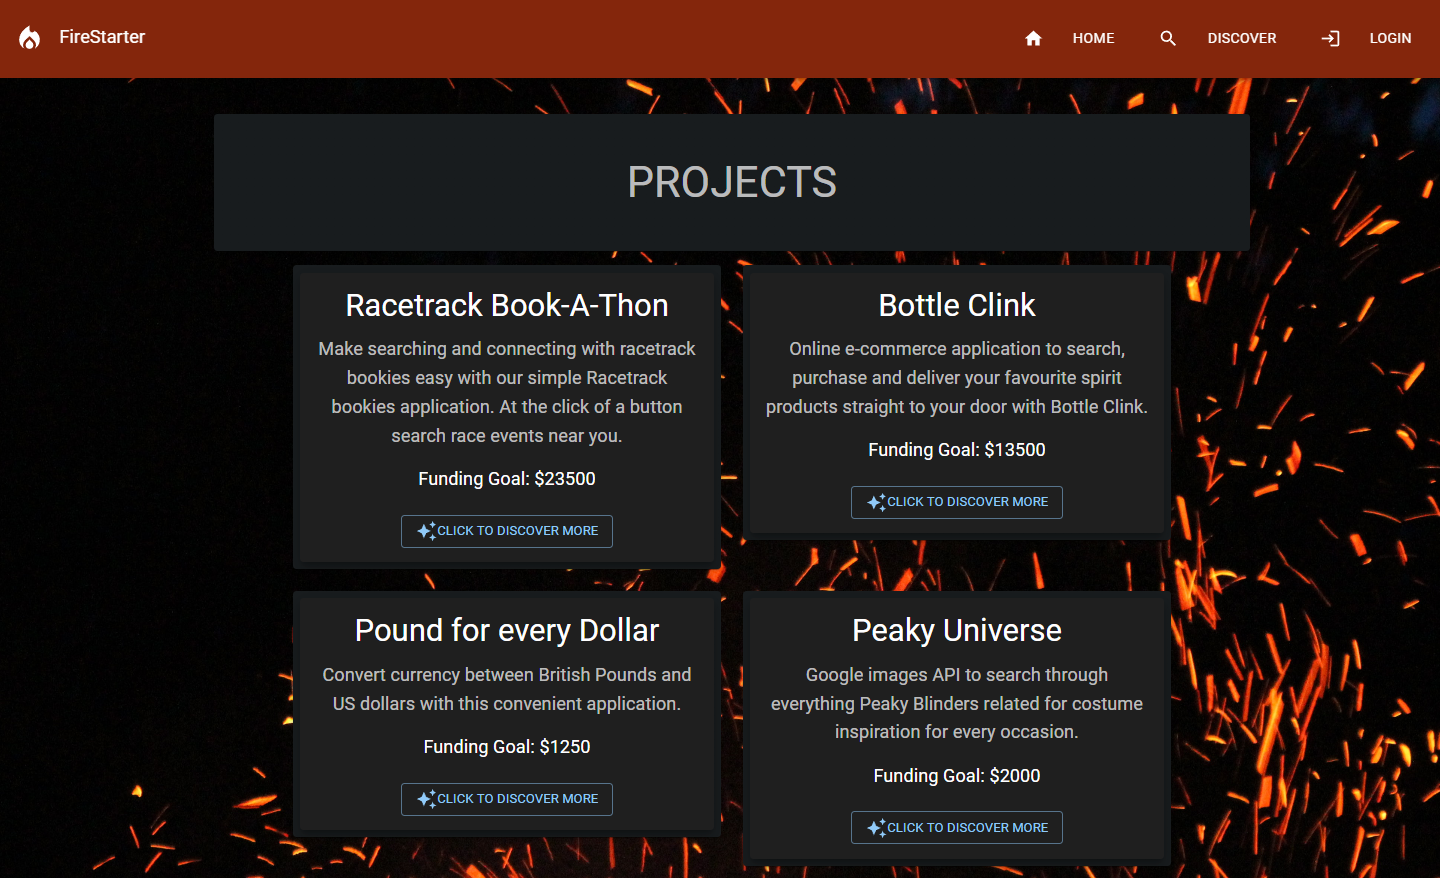 FireStarter
HOME
DISCOVER
LOGIN
PROJECTS
Racetrack Book-A-Thon
Make searching and connecting with racetrack
bookies easy with our simple Racetrack
bookies application. At the click of a button
search race events near you.
Funding Goal: $23500
CLICK TO DISCOVER MORE
Bottle Clink
Online e-commerce application to search,
purchase and deliver your favourite spirit
products straight to your door with Bottle Clink.
Funding Goal: $13500
CLICK TO DISCOVER MORE
Pound for every Dollar
Convert currency between British Pounds and
US dollars with this convenient application.
Funding Goal: $1250
CLICK TO DISCOVER MORE
Peaky Universe
Google images API to search through
everything Peaky Blinders related for costume
inspiration for every occasion.
Funding Goal: $2000
CLICK TO DISCOVER MORE